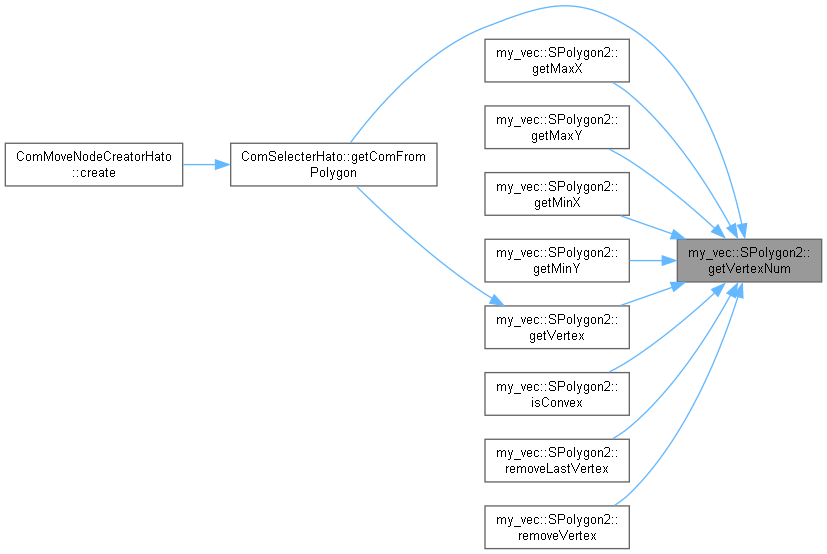 ComMoveNodeCreatorHato
::create
ComSelecterHato::getComFrom
Polygon
my_vec::SPolygon2::
getMaxX
my_vec::SPolygon2::
getMaxY
my_vec::SPolygon2::
getMinX
my_vec::SPolygon2::
getMinY
my_vec::SPolygon2::
getVertex
my_vec::SPolygon2::
isConvex
my_vec::SPolygon2::
removeLastVertex
my_vec::SPolygon2::
removeVertex
my_vec::SPolygon2::
getVertexNum